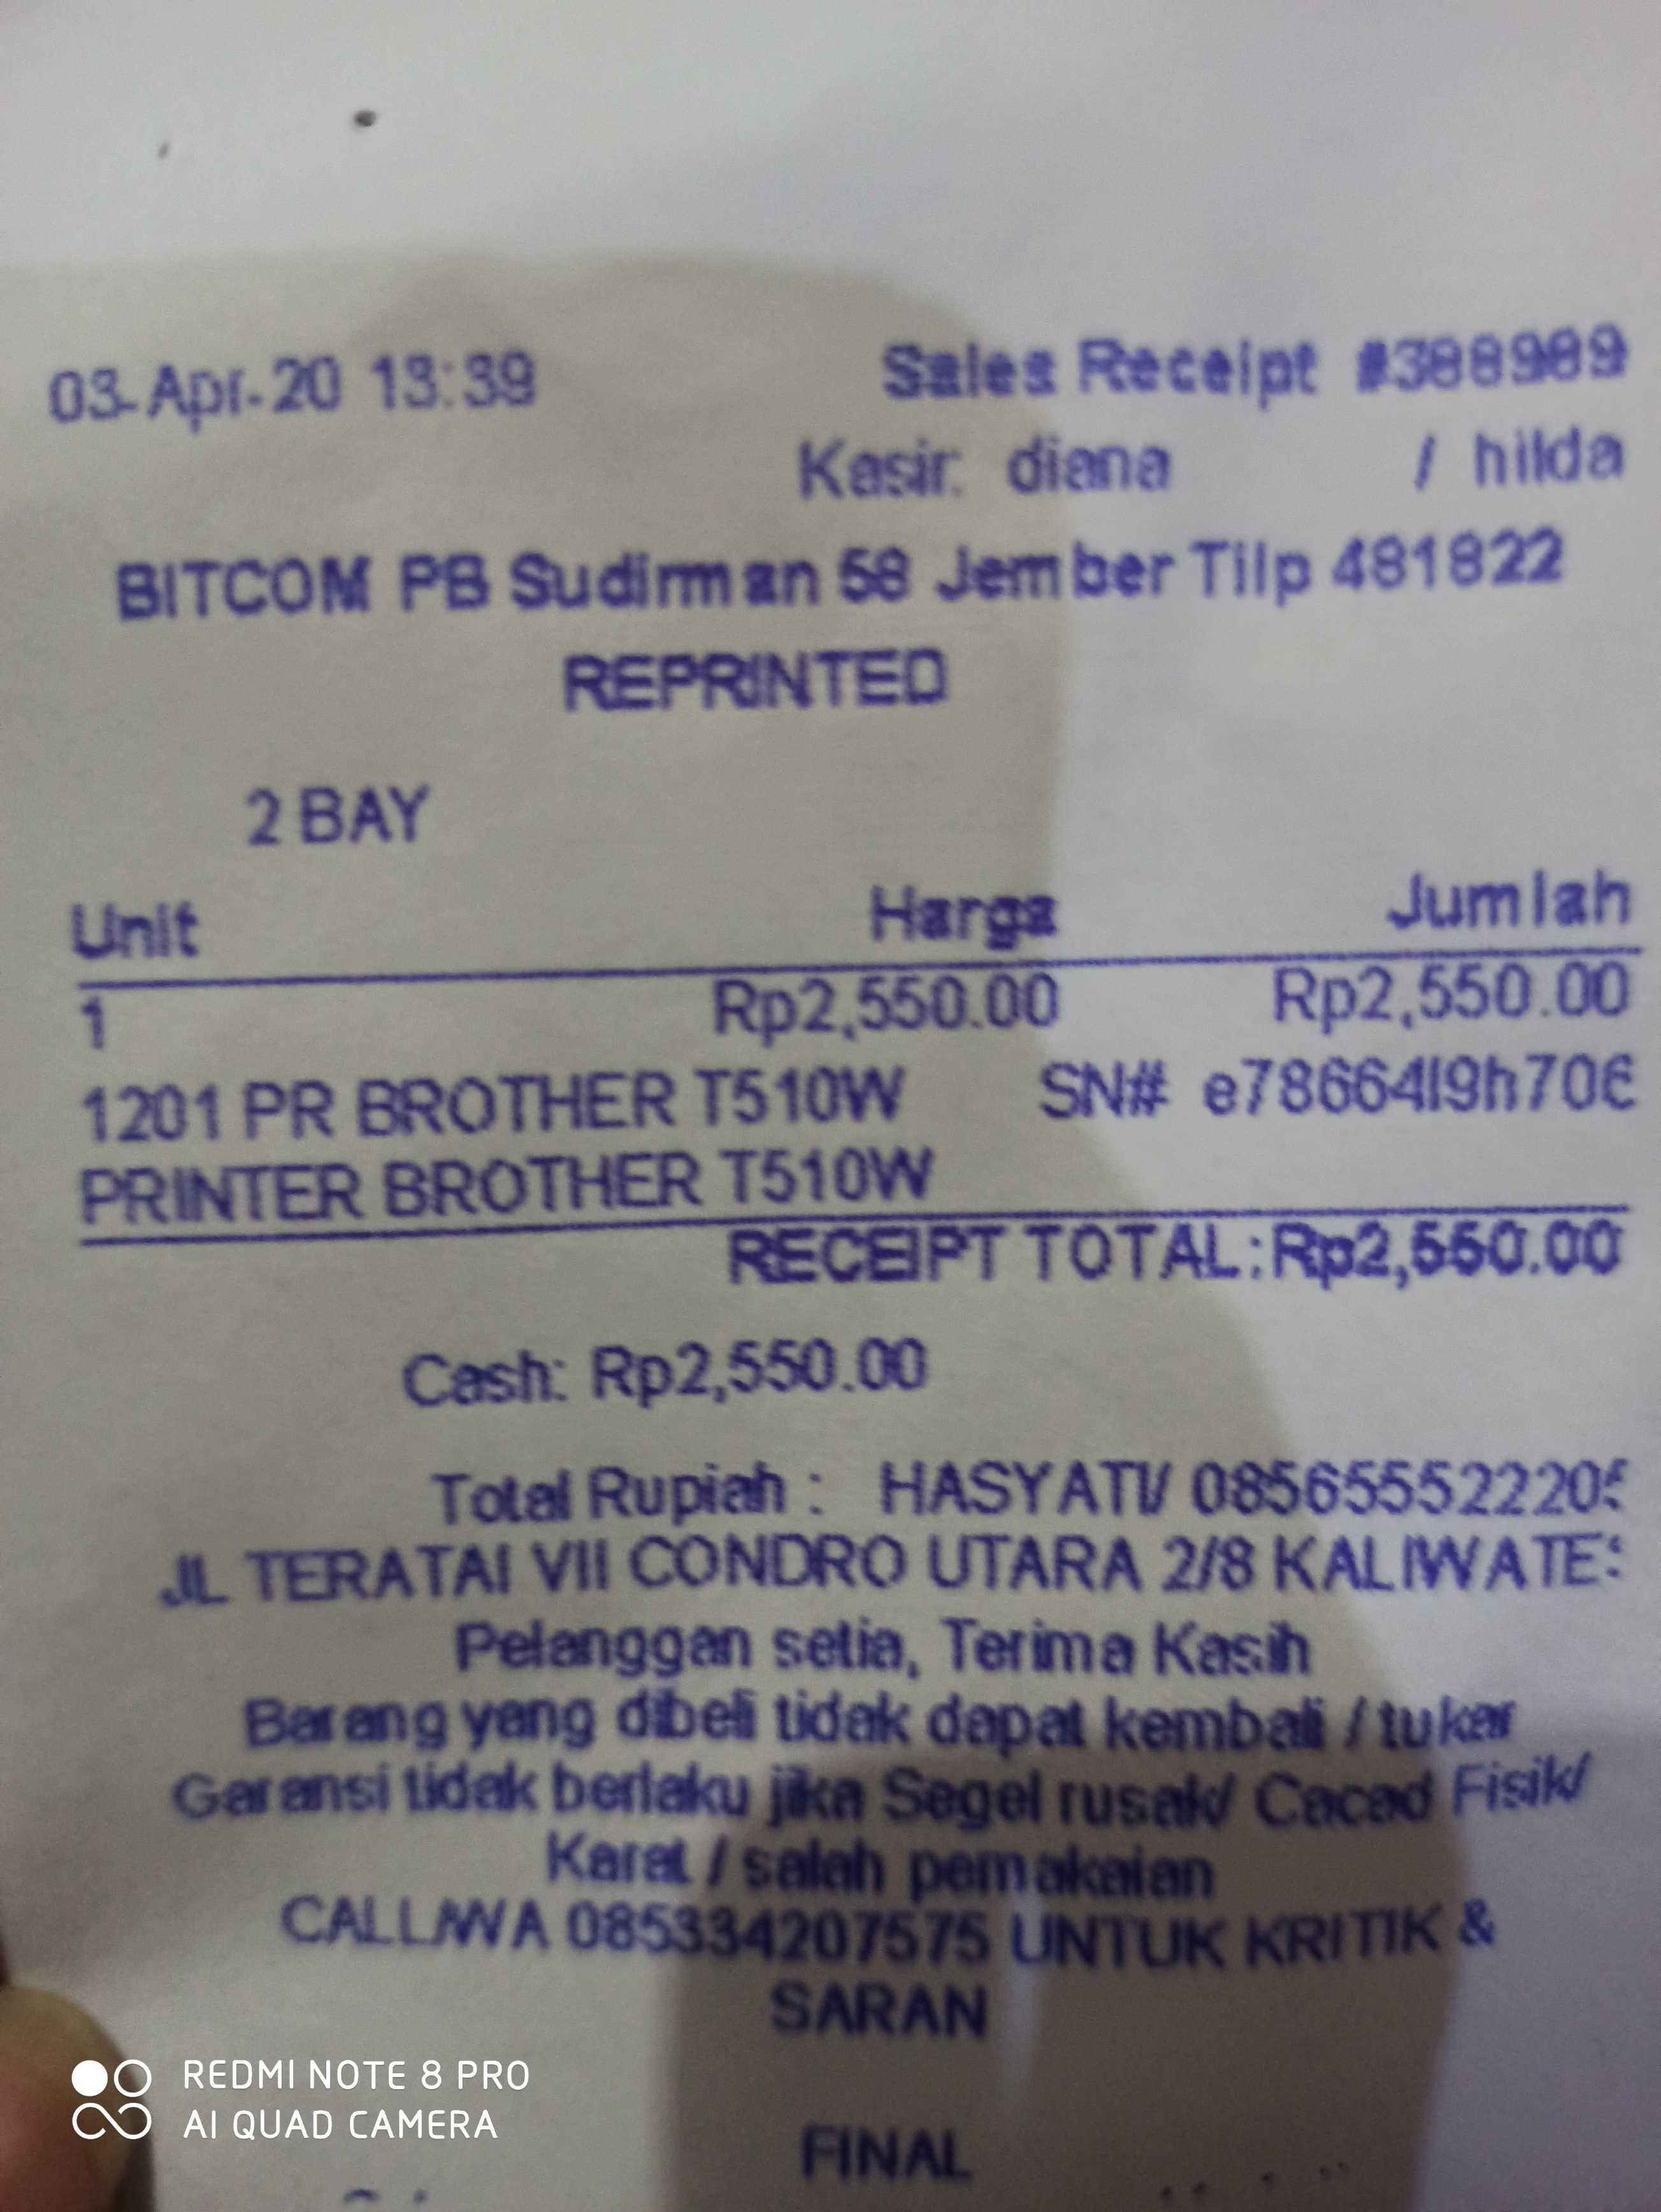 03-Apr-20 13:39 Sales Receipt #388989
Kasir: diana / hilda
BITCOM PB Sudirman 58 Jember Tilp 481822
REPRINTED
2 BAY
Unit Harga Jumlah
1 Rp2,550.00 Rp2,550.00
1201 PR BROTHER T510W SN# e78664l9h706
PRINTER BROTHER T510W
RECEIPT TOTAL: Rp2,550.00
Cash: Rp2,550.00
Total Rupiah : HASYATI/ 085655522205
JL TERATAI VII CONDRO UTARA 2/8 KALIWATES
Pelanggan setia, Terima Kasih
Barang yang dibeli tidak dapat kembali / tukar
Garansi tidak berlaku jika Segel rusak/ Cacad Fisik/
Karat / salah pemakaian
CALL/WA 085334207575 UNTUK KRITIK &
SARAN
FINAL
REDMI NOTE 8 PRO
AI QUAD CAMERA